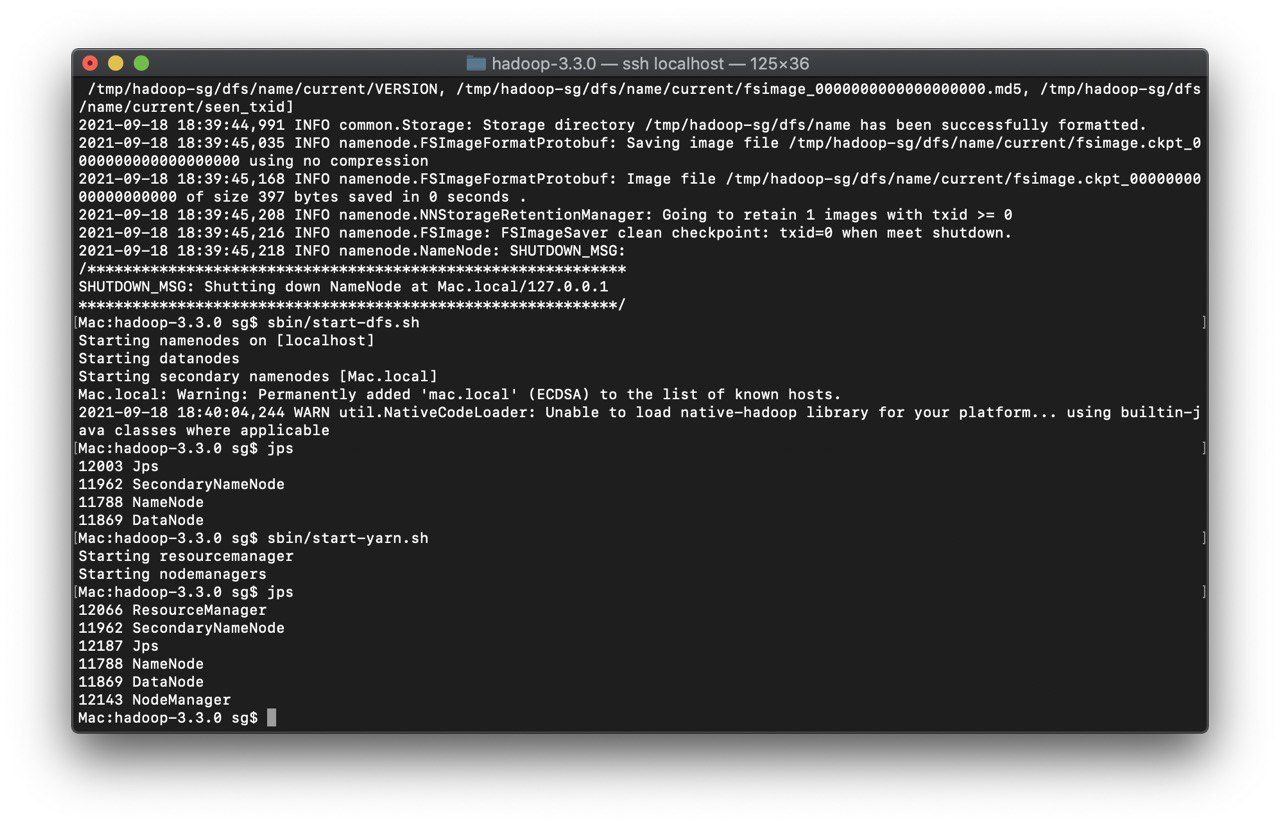 hadoop-3.3.0 — ssh localhost — 125×36
/tmp/hadoop-sg/dfs/name/current/VERSION, /tmp/hadoop-sg/dfs/name/current/fsimage_0000000000000000000.md5, /tmp/hadoop-sg/dfs
/name/current/seen_txid]
2021-09-18 18:39:44,991 INFO common.Storage: Storage directory /tmp/hadoop-sg/dfs/name has been successfully formatted.
2021-09-18 18:39:45,035 INFO namenode.FSImageFormatProtobuf: Saving image file /tmp/hadoop-sg/dfs/name/current/fsimage.ckpt_0
000000000000000000 using no compression
2021-09-18 18:39:45,168 INFO namenode.FSImageFormatProtobuf: Image file /tmp/hadoop-sg/dfs/name/current/fsimage.ckpt_00000000
00000000000 of size 397 bytes saved in 0 seconds .
2021-09-18 18:39:45,208 INFO namenode.NNStorageRetentionManager: Going to retain 1 images with txid >= 0
2021-09-18 18:39:45,216 INFO namenode.FSImage: FSImageSaver clean checkpoint: txid=0 when meet shutdown.
2021-09-18 18:39:45,218 INFO namenode.NameNode: SHUTDOWN_MSG:
/************************************************************
SHUTDOWN_MSG: Shutting down NameNode at Mac.local/127.0.0.1
************************************************************/
[Mac:hadoop-3.3.0 sg$ sbin/start-dfs.sh ]
Starting namenodes on [localhost]
Starting datanodes
Starting secondary namenodes [Mac.local]
Mac.local: Warning: Permanently added 'mac.local' (ECDSA) to the list of known hosts.
2021-09-18 18:40:04,244 WARN util.NativeCodeLoader: Unable to load native-hadoop library for your platform... using builtin-j
ava classes where applicable
[Mac:hadoop-3.3.0 sg$ jps ]
12003 Jps
11962 SecondaryNameNode
11788 NameNode
11869 DataNode
[Mac:hadoop-3.3.0 sg$ sbin/start-yarn.sh ]
Starting resourcemanager
Starting nodemanagers
[Mac:hadoop-3.3.0 sg$ jps ]
12066 ResourceManager
11962 SecondaryNameNode
12187 Jps
11788 NameNode
11869 DataNode
12143 NodeManager
Mac:hadoop-3.3.0 sg$